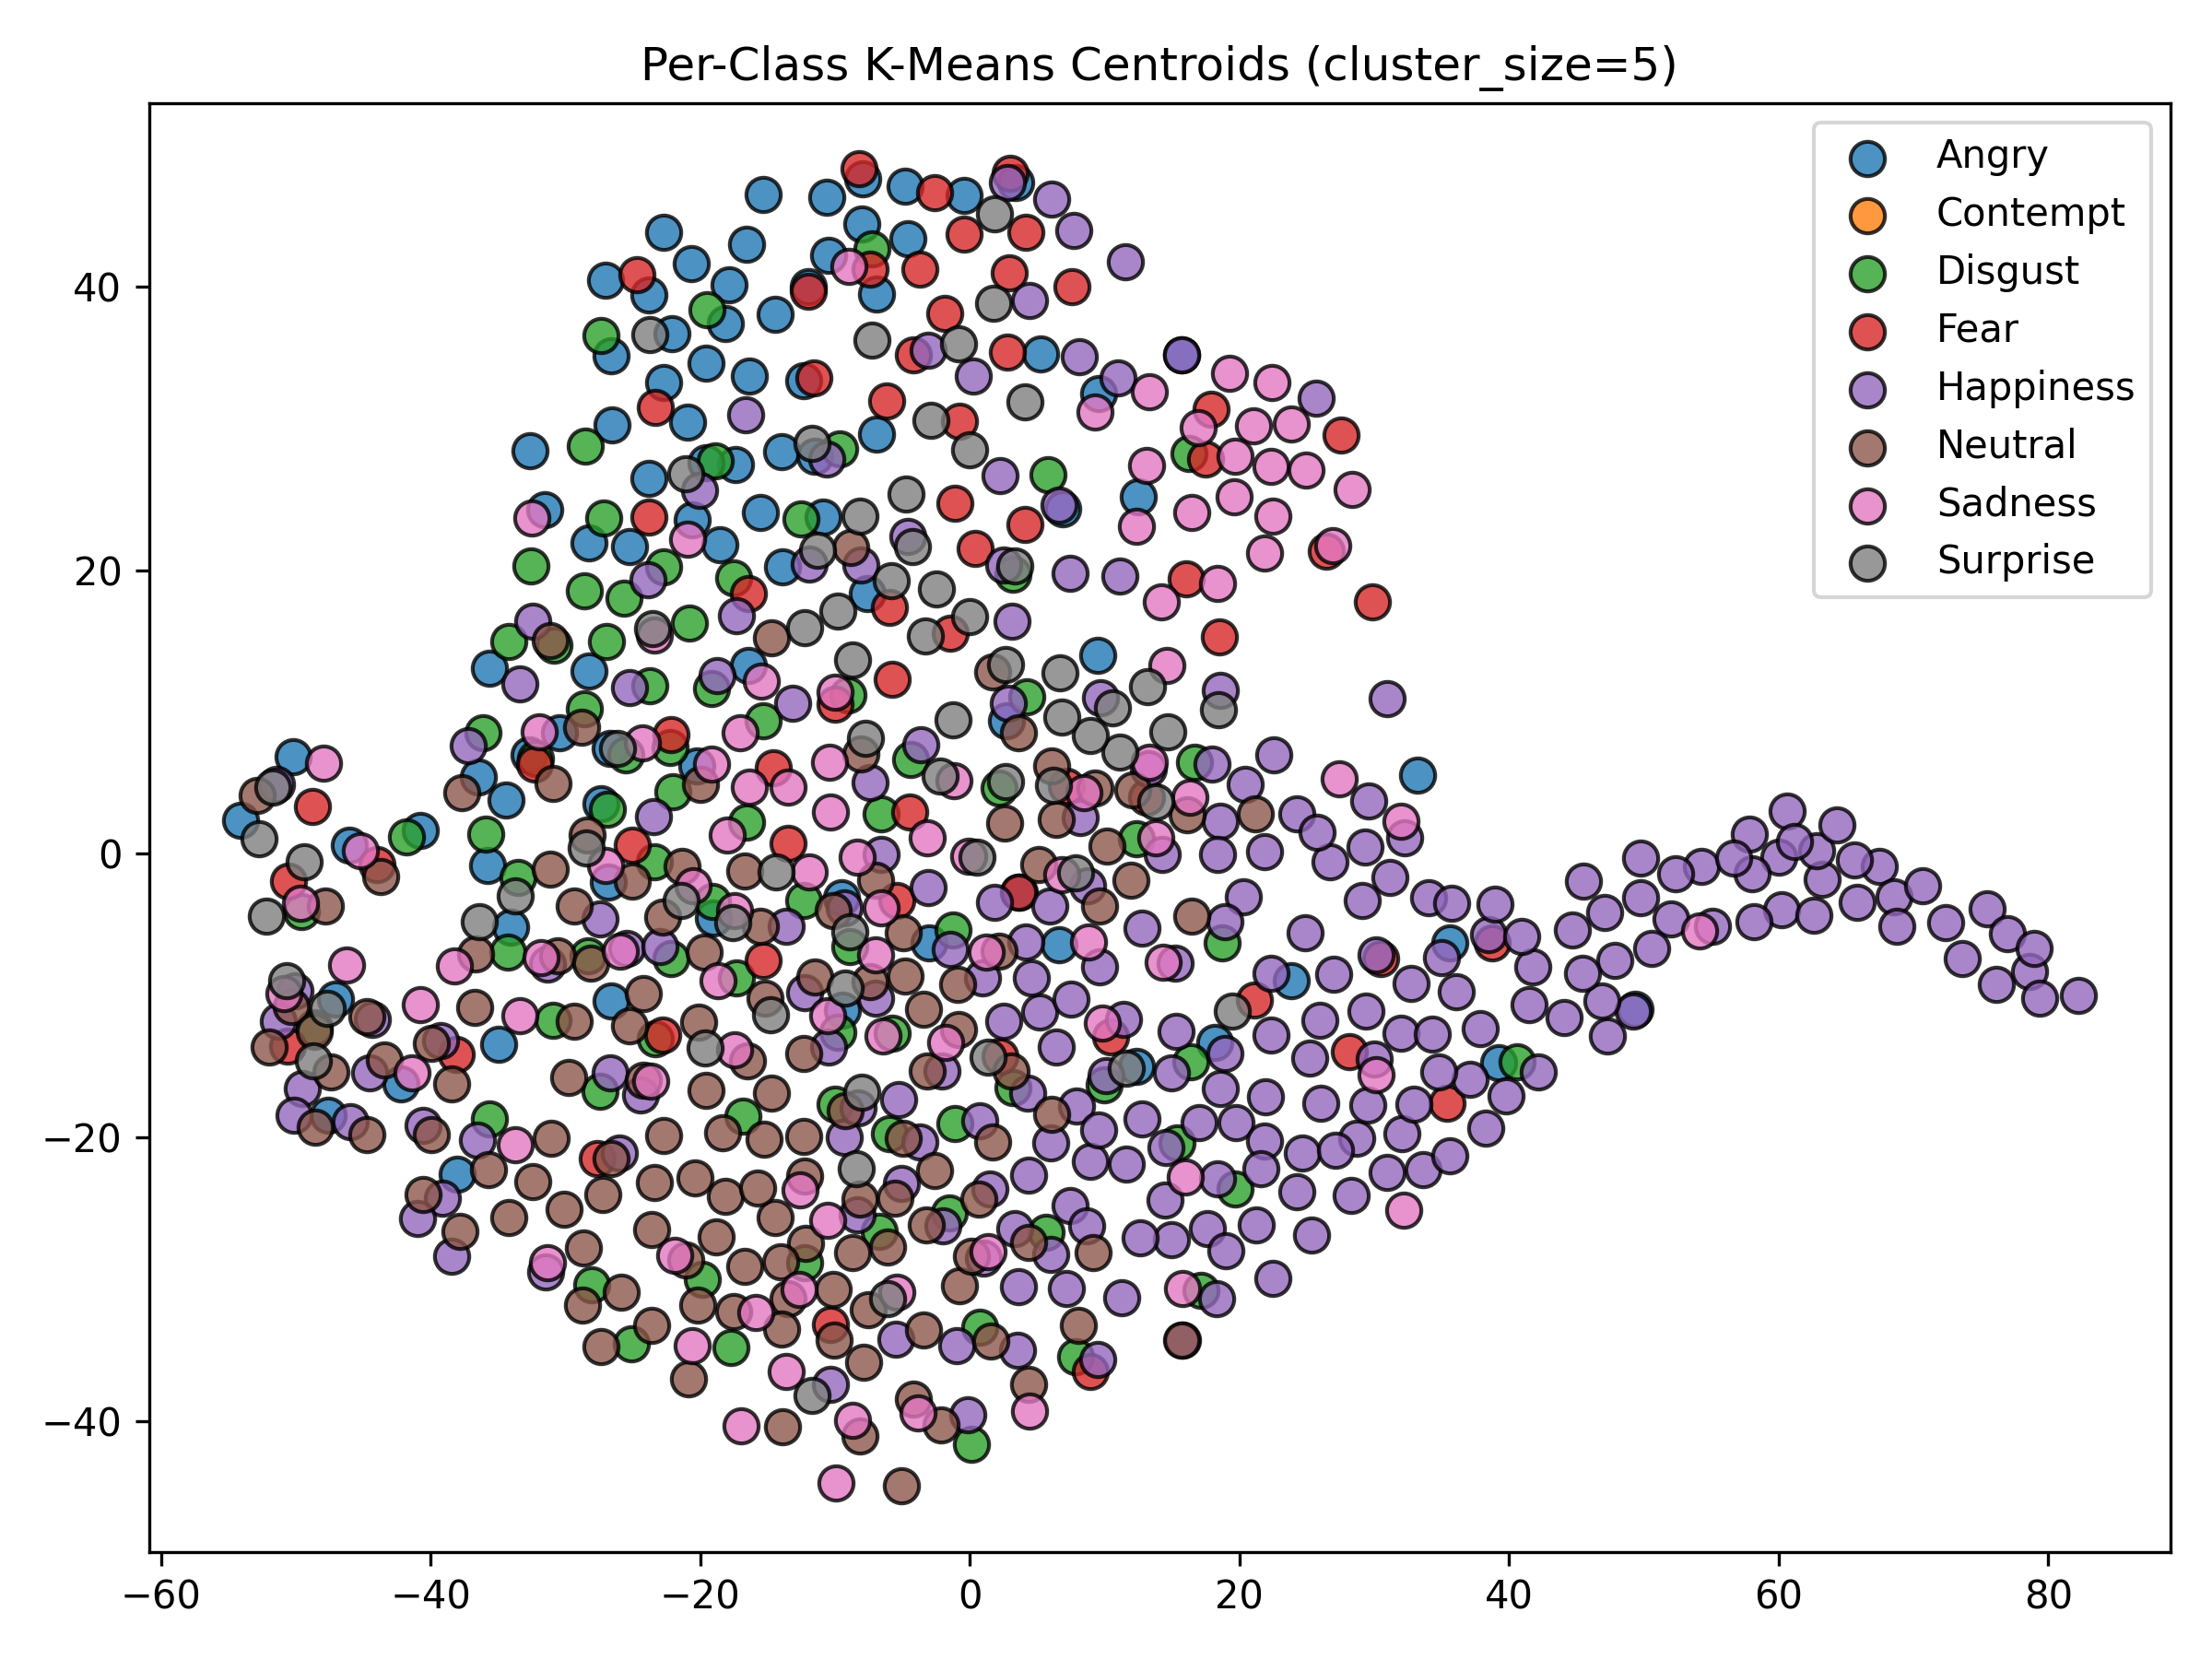 Per-Class K-Means Centroids (cluster_size=5)
Angry
Contempt
Disgust
Fear
Happiness
Neutral
Sadness
Surprise
40
20
0
−20
−40
−60
−40
−20
0
20
40
60
80